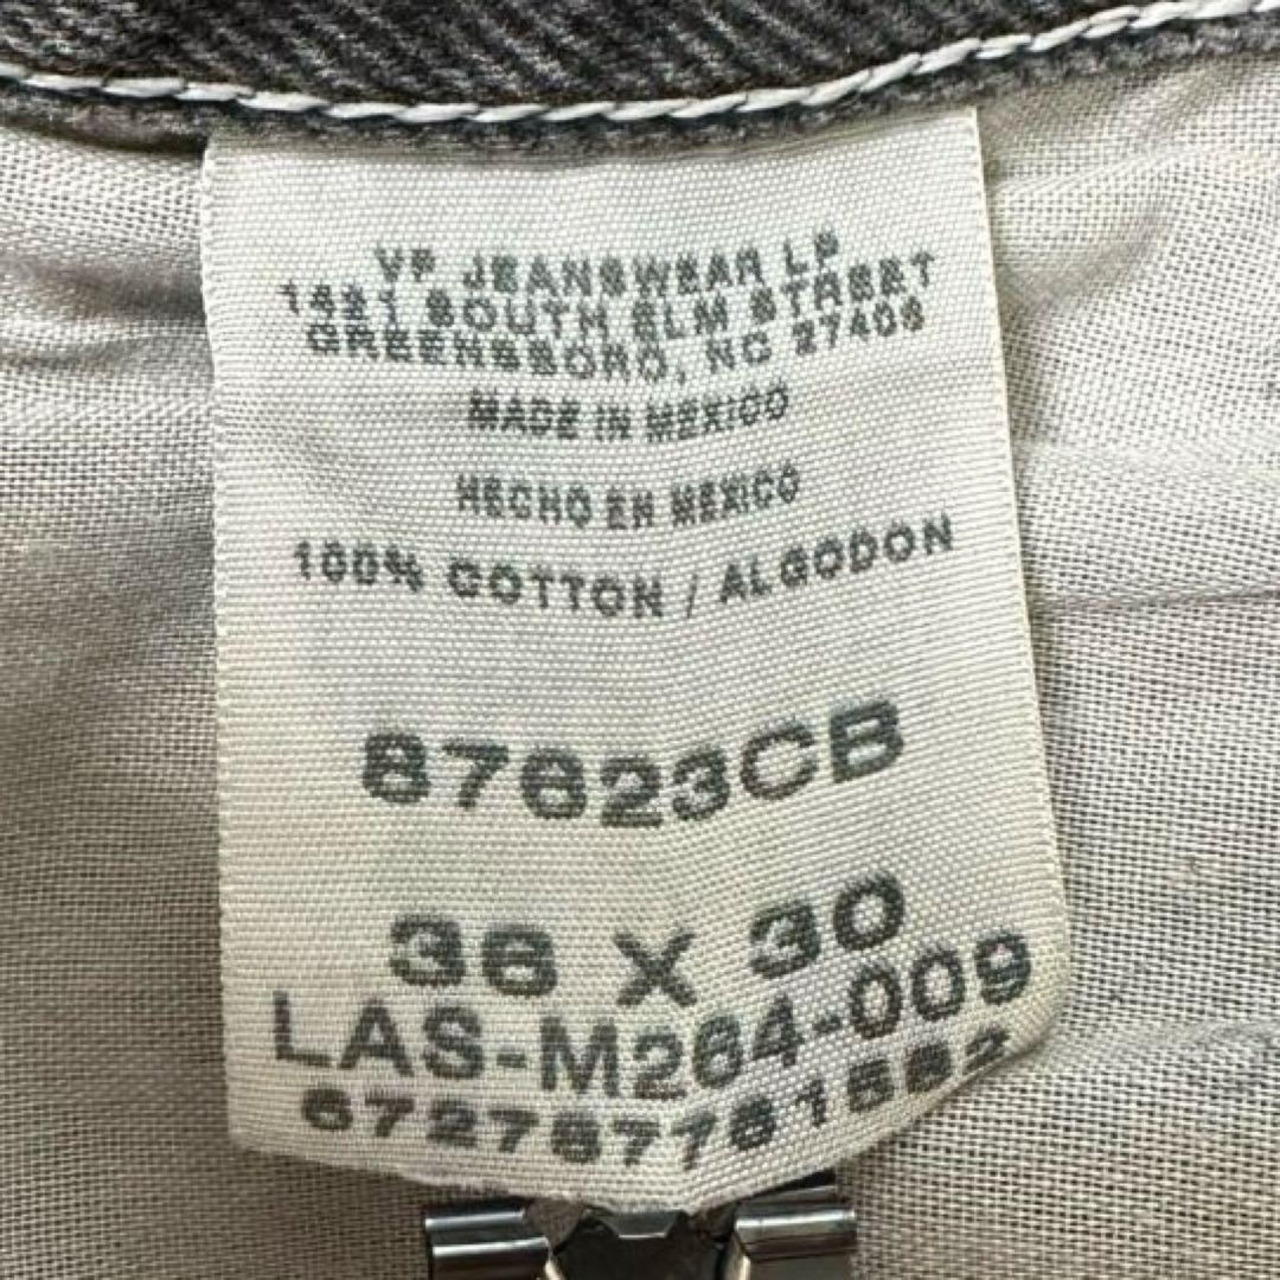 VF JEANSWEAR LP
1421 SOUTH ELM STREET
GREENSBORO, NC 27406
MADE IN MEXICO
HECHO EN MEXICO
100% COTTON / ALGODON
87623CB
36 X 30
LAS-M264-009